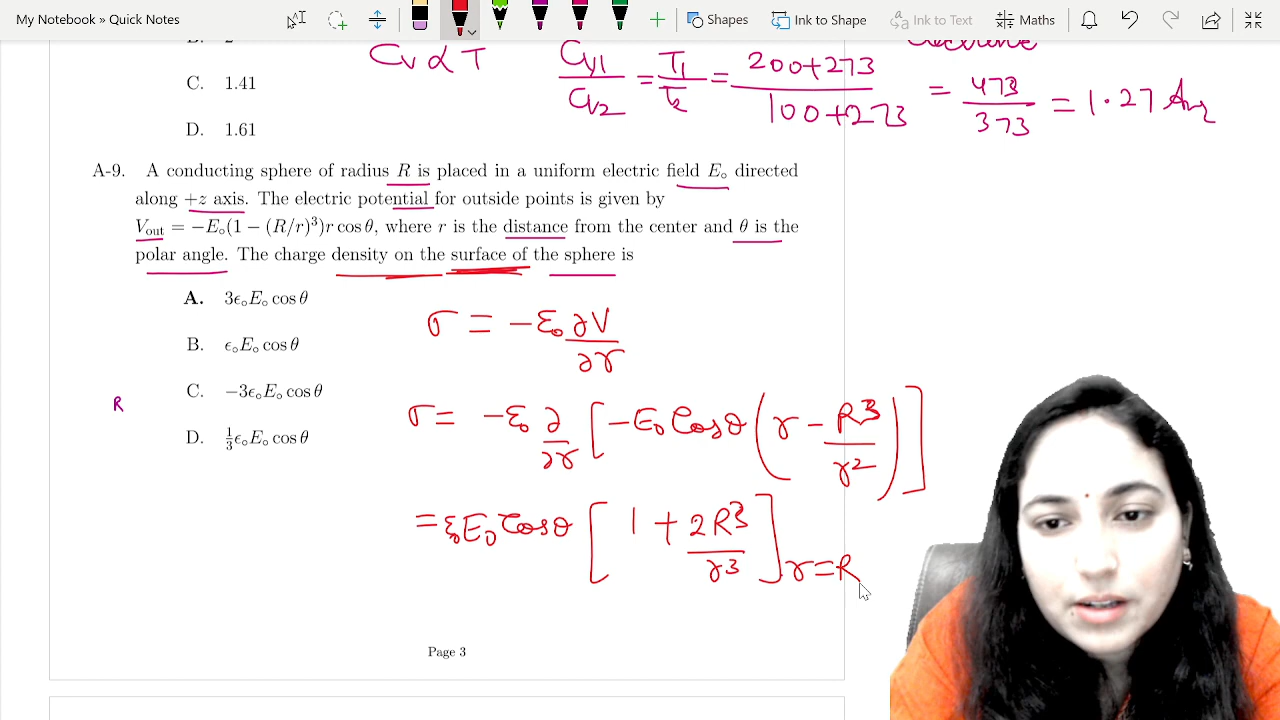 My Notebook » Quick Notes
Shapes
Ink to Shape
Ink to Text
Math
Share
Cv ∝ T
Cv1/Cv2 = T1/T2 = 200+273/100+273 = 473/373 = 1.27 Ans
C. 1.41
D. 1.61
A-9. A conducting sphere of radius R is placed in a uniform electric field E₀ directed
along +z axis. The electric potential for outside points is given by
V_out = −E₀(1 − (R/r)³)r cos θ, where r is the distance from the center and θ is the
polar angle. The charge density on the surface of the sphere is
A. 3ϵ₀E₀ cos θ
B. ϵ₀E₀ cos θ
C. −3ϵ₀E₀ cos θ
D. 1/3 ϵ₀E₀ cos θ
R
σ = −ε₀ ∂V/∂r
σ = −ε₀ ∂/∂r [−E₀ Cosθ (r − R³/r²)]
= ε₀E₀ Cosθ [1 + 2R³/r³] r=R
Page 3